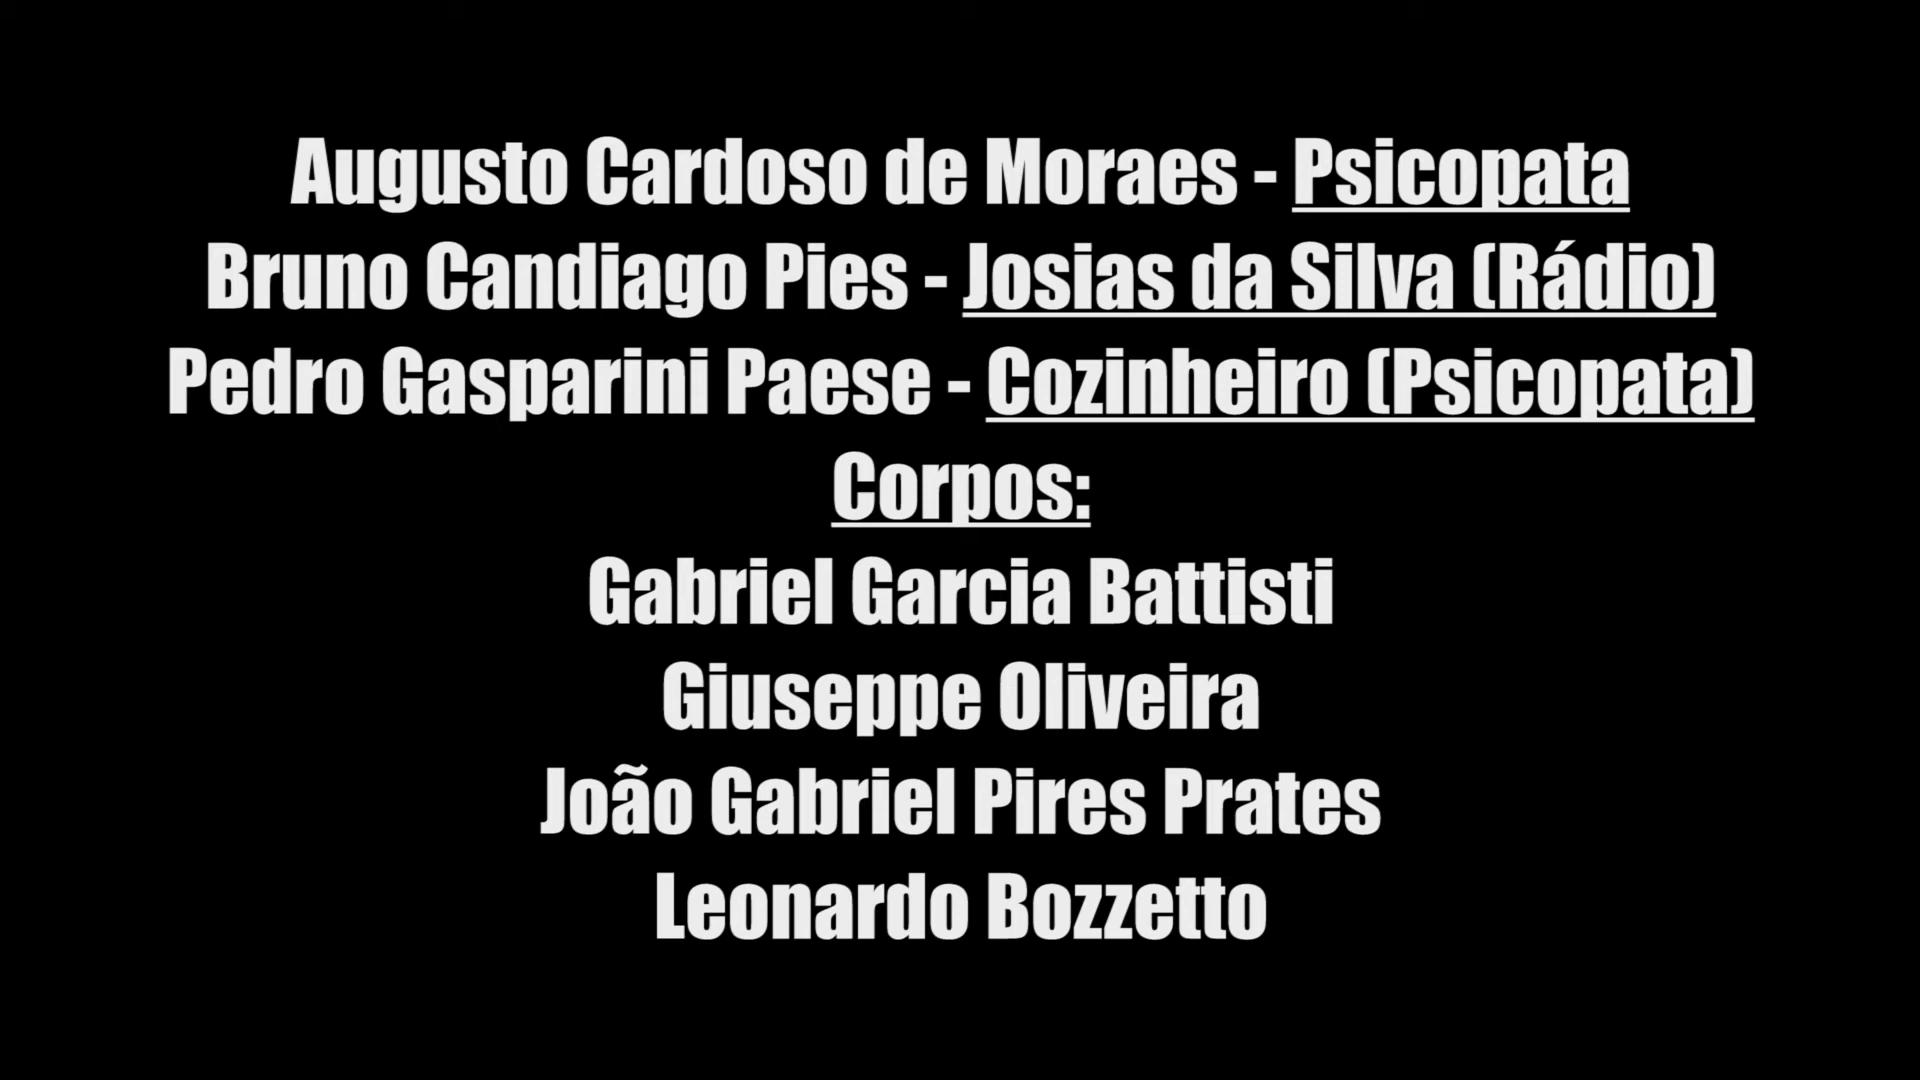 Augusto Cardoso de Moraes - Psicopata
Bruno Candiago Pies - Josias da Silva (Rádio)
Pedro Gasparini Paese - Cozinheiro (Psicopata)
Corpos:
Gabriel Garcia Battisti
Giuseppe Oliveira
João Gabriel Pires Prates
Leonardo Bozzetto